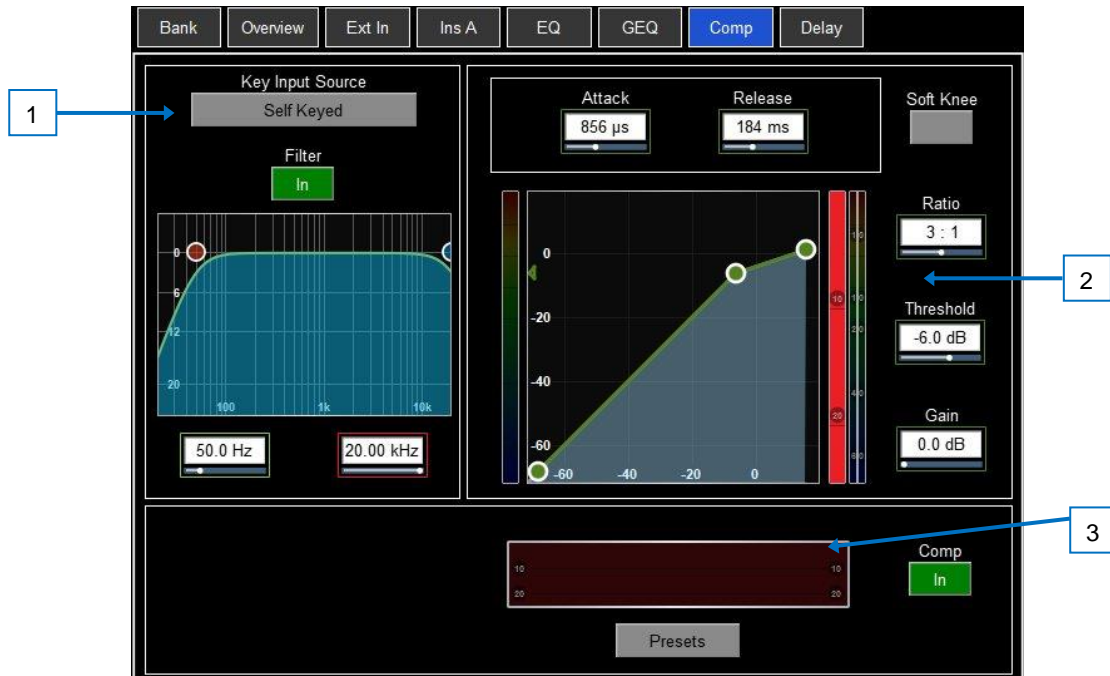 Bank Overview Ext In Ins A EQ GEQ Comp Delay
1
Key Input Source
Self Keyed
Filter
In
0
6
12
20
100 1k 10k
50.0 Hz 20.00 kHz
Attack Release
856 µs 184 ms
Soft Knee
0
-20
-40
-60
-60 -40 -20 0
10
20
Ratio
3 : 1
2
Threshold
-6.0 dB
Gain
0.0 dB
3
10 10
20 20
Comp
In
Presets